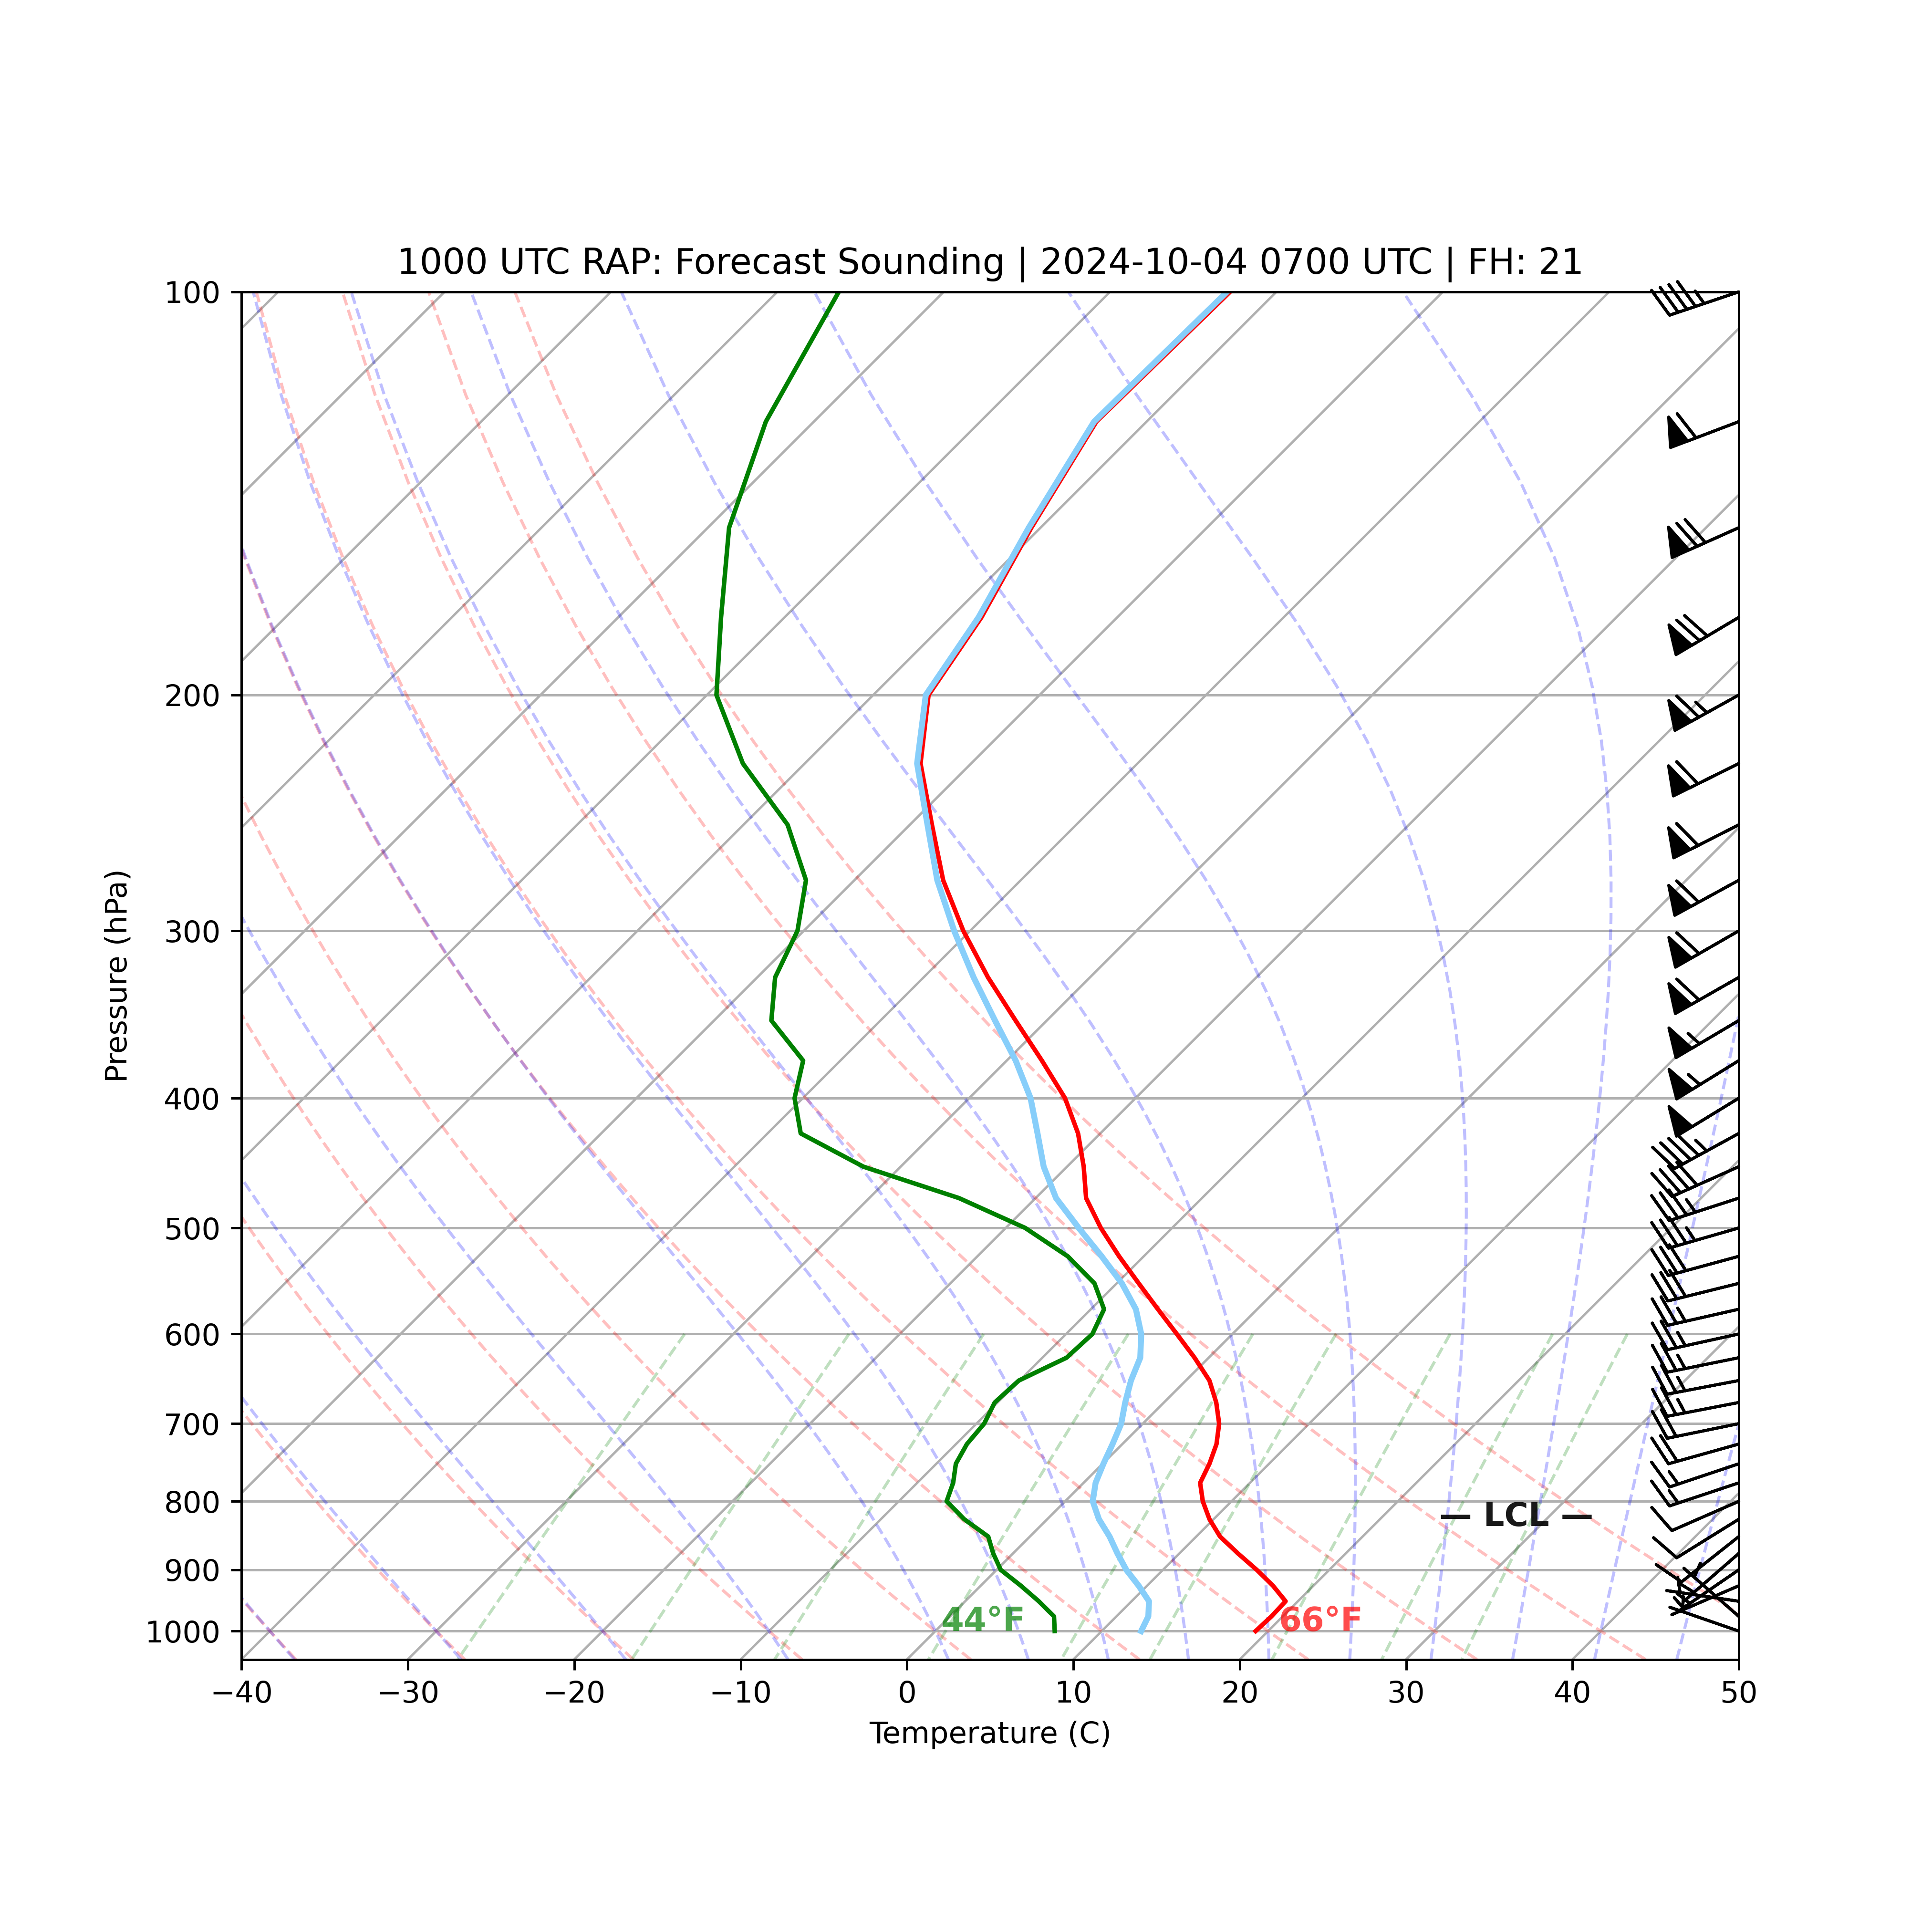 1000 UTC RAP: Forecast Sounding | 2024-10-04 0700 UTC | FH: 21
100
200
300
400
500
600
700
800
900
1000
Pressure (hPa)
— LCL —
44°F
66°F
−40 −30 −20 −10 0 10 20 30 40 50
Temperature (C)